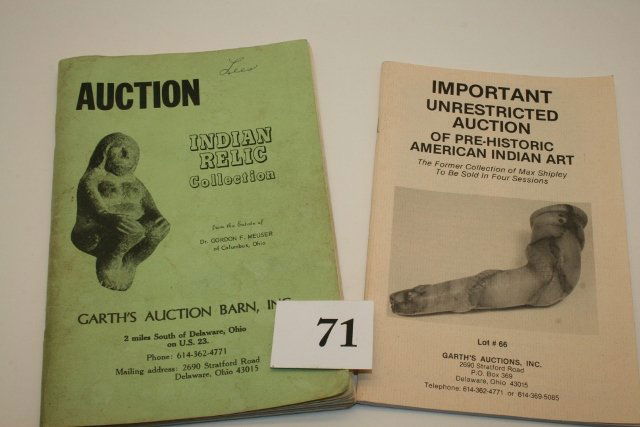 Lees
AUCTION
INDIAN
RELIC
Collection
from the Estate of
Dr. GORDON F. MEUSER
of Columbus, Ohio
GARTH'S AUCTION BARN, INC.
2 miles South of Delaware, Ohio
on U.S. 23.
Phone: 614-362-4771
Mailing address: 2690 Stratford Road
Delaware, Ohio 43015
71
IMPORTANT
UNRESTRICTED
AUCTION
OF PRE-HISTORIC
AMERICAN INDIAN ART
The Former Collection of Max Shipley
To Be Sold In Four Sessions
Lot # 66
GARTH'S AUCTIONS, INC.
2690 Stratford Road
P.O. Box 369
Delaware, Ohio 43015
Telephone: 614-362-4771 or 614-369-5085